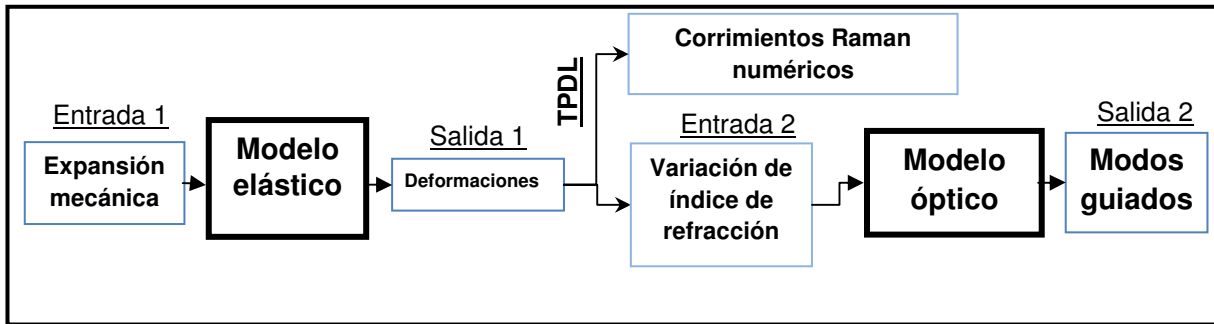 Entrada 1
Expansión
mecánica
Modelo
elástico
Salida 1
Deformaciones
TPDL
Corrimientos Raman
numéricos
Entrada 2
Variación de
índice de
refracción
Modelo
óptico
Salida 2
Modos
guiados